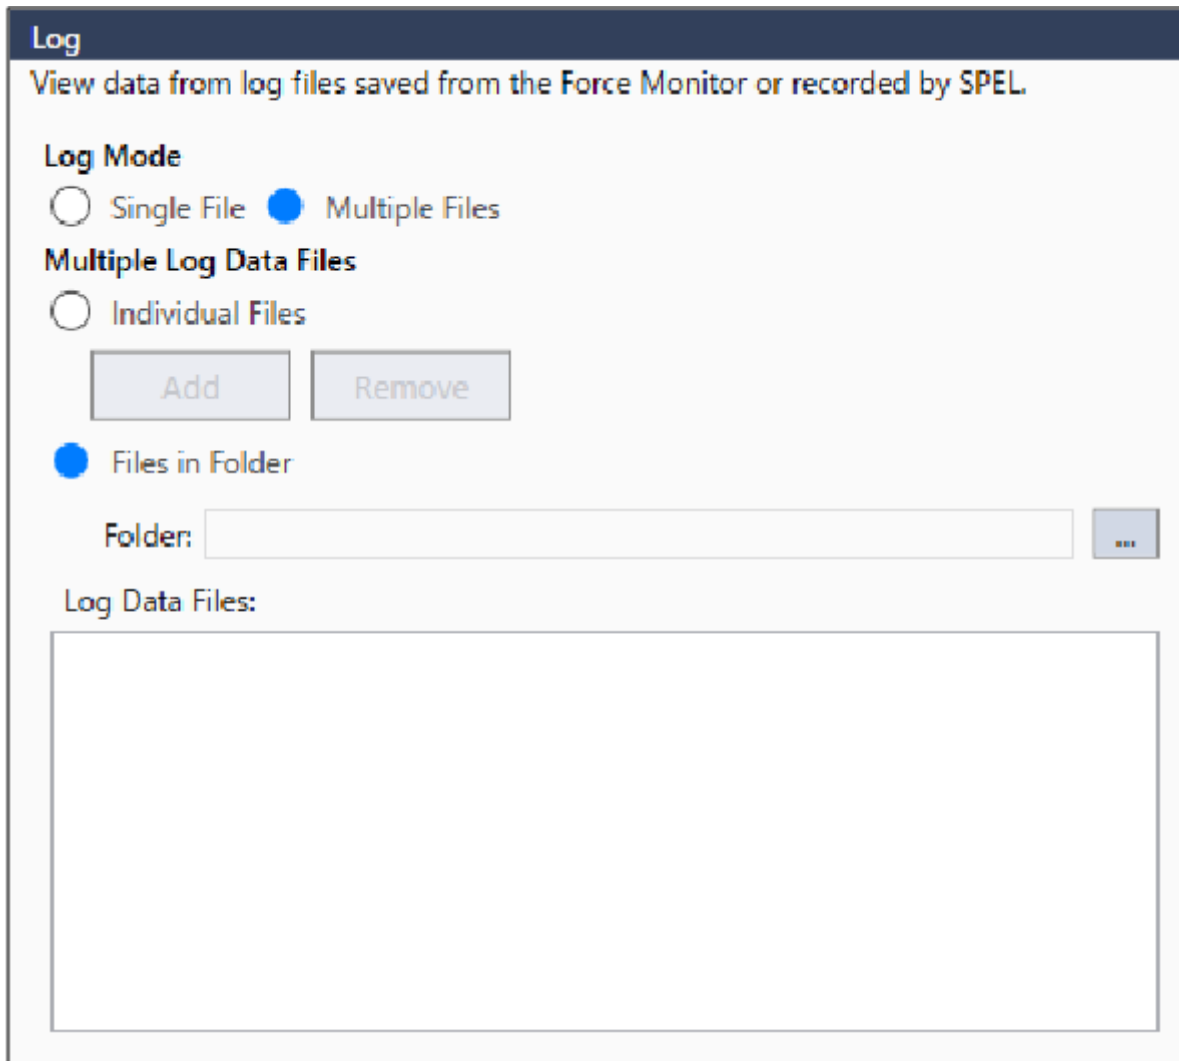 Log
View data from log files saved from the Force Monitor or recorded by SPEL.
Log Mode
Single File Multiple Files
Multiple Log Data Files
Individual Files
Add Remove
Files in Folder
Folder: ...
Log Data Files: